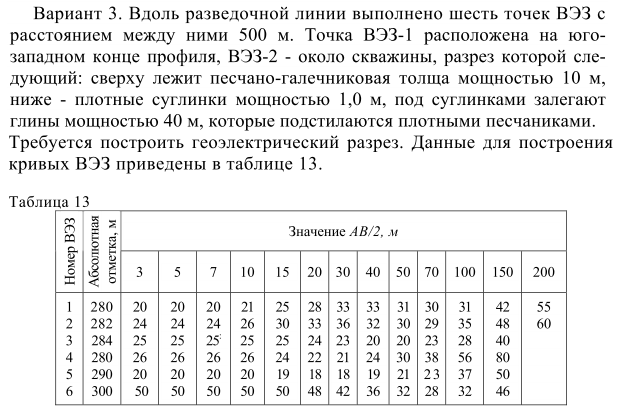 Вариант 3. Вдоль разведочной линии выполнено шесть точек ВЭЗ с
расстоянием между ними 500 м. Точка ВЭЗ-1 расположена на юго-
западном конце профиля, ВЭЗ-2 - около скважины, разрез которой сле-
дующий: сверху лежит песчано-галечниковая толща мощностью 10 м,
ниже - плотные суглинки мощностью 1,0 м, под суглинками залегают
глины мощностью 40 м, которые подстилаются плотными песчаниками.
Требуется построить геоэлектрический разрез. Данные для построения
кривых ВЭЗ приведены в таблице 13.
Таблица 13
Номер ВЭЗ Абсолютная отметка, м Значение AB/2, м
3 5 7 10 15 20 30 40 50 70 100 150 200
1 280 20 20 20 21 25 28 33 33 31 30 31 42 55
2 282 24 24 24 26 30 33 36 32 30 29 35 48 60
3 284 25 25 25 25 25 24 23 20 20 23 28 40
4 280 26 26 26 26 24 22 21 24 30 38 56 80
5 290 20 20 20 20 19 18 18 19 21 23 37 50
6 300 50 50 50 50 50 48 42 36 32 28 32 46